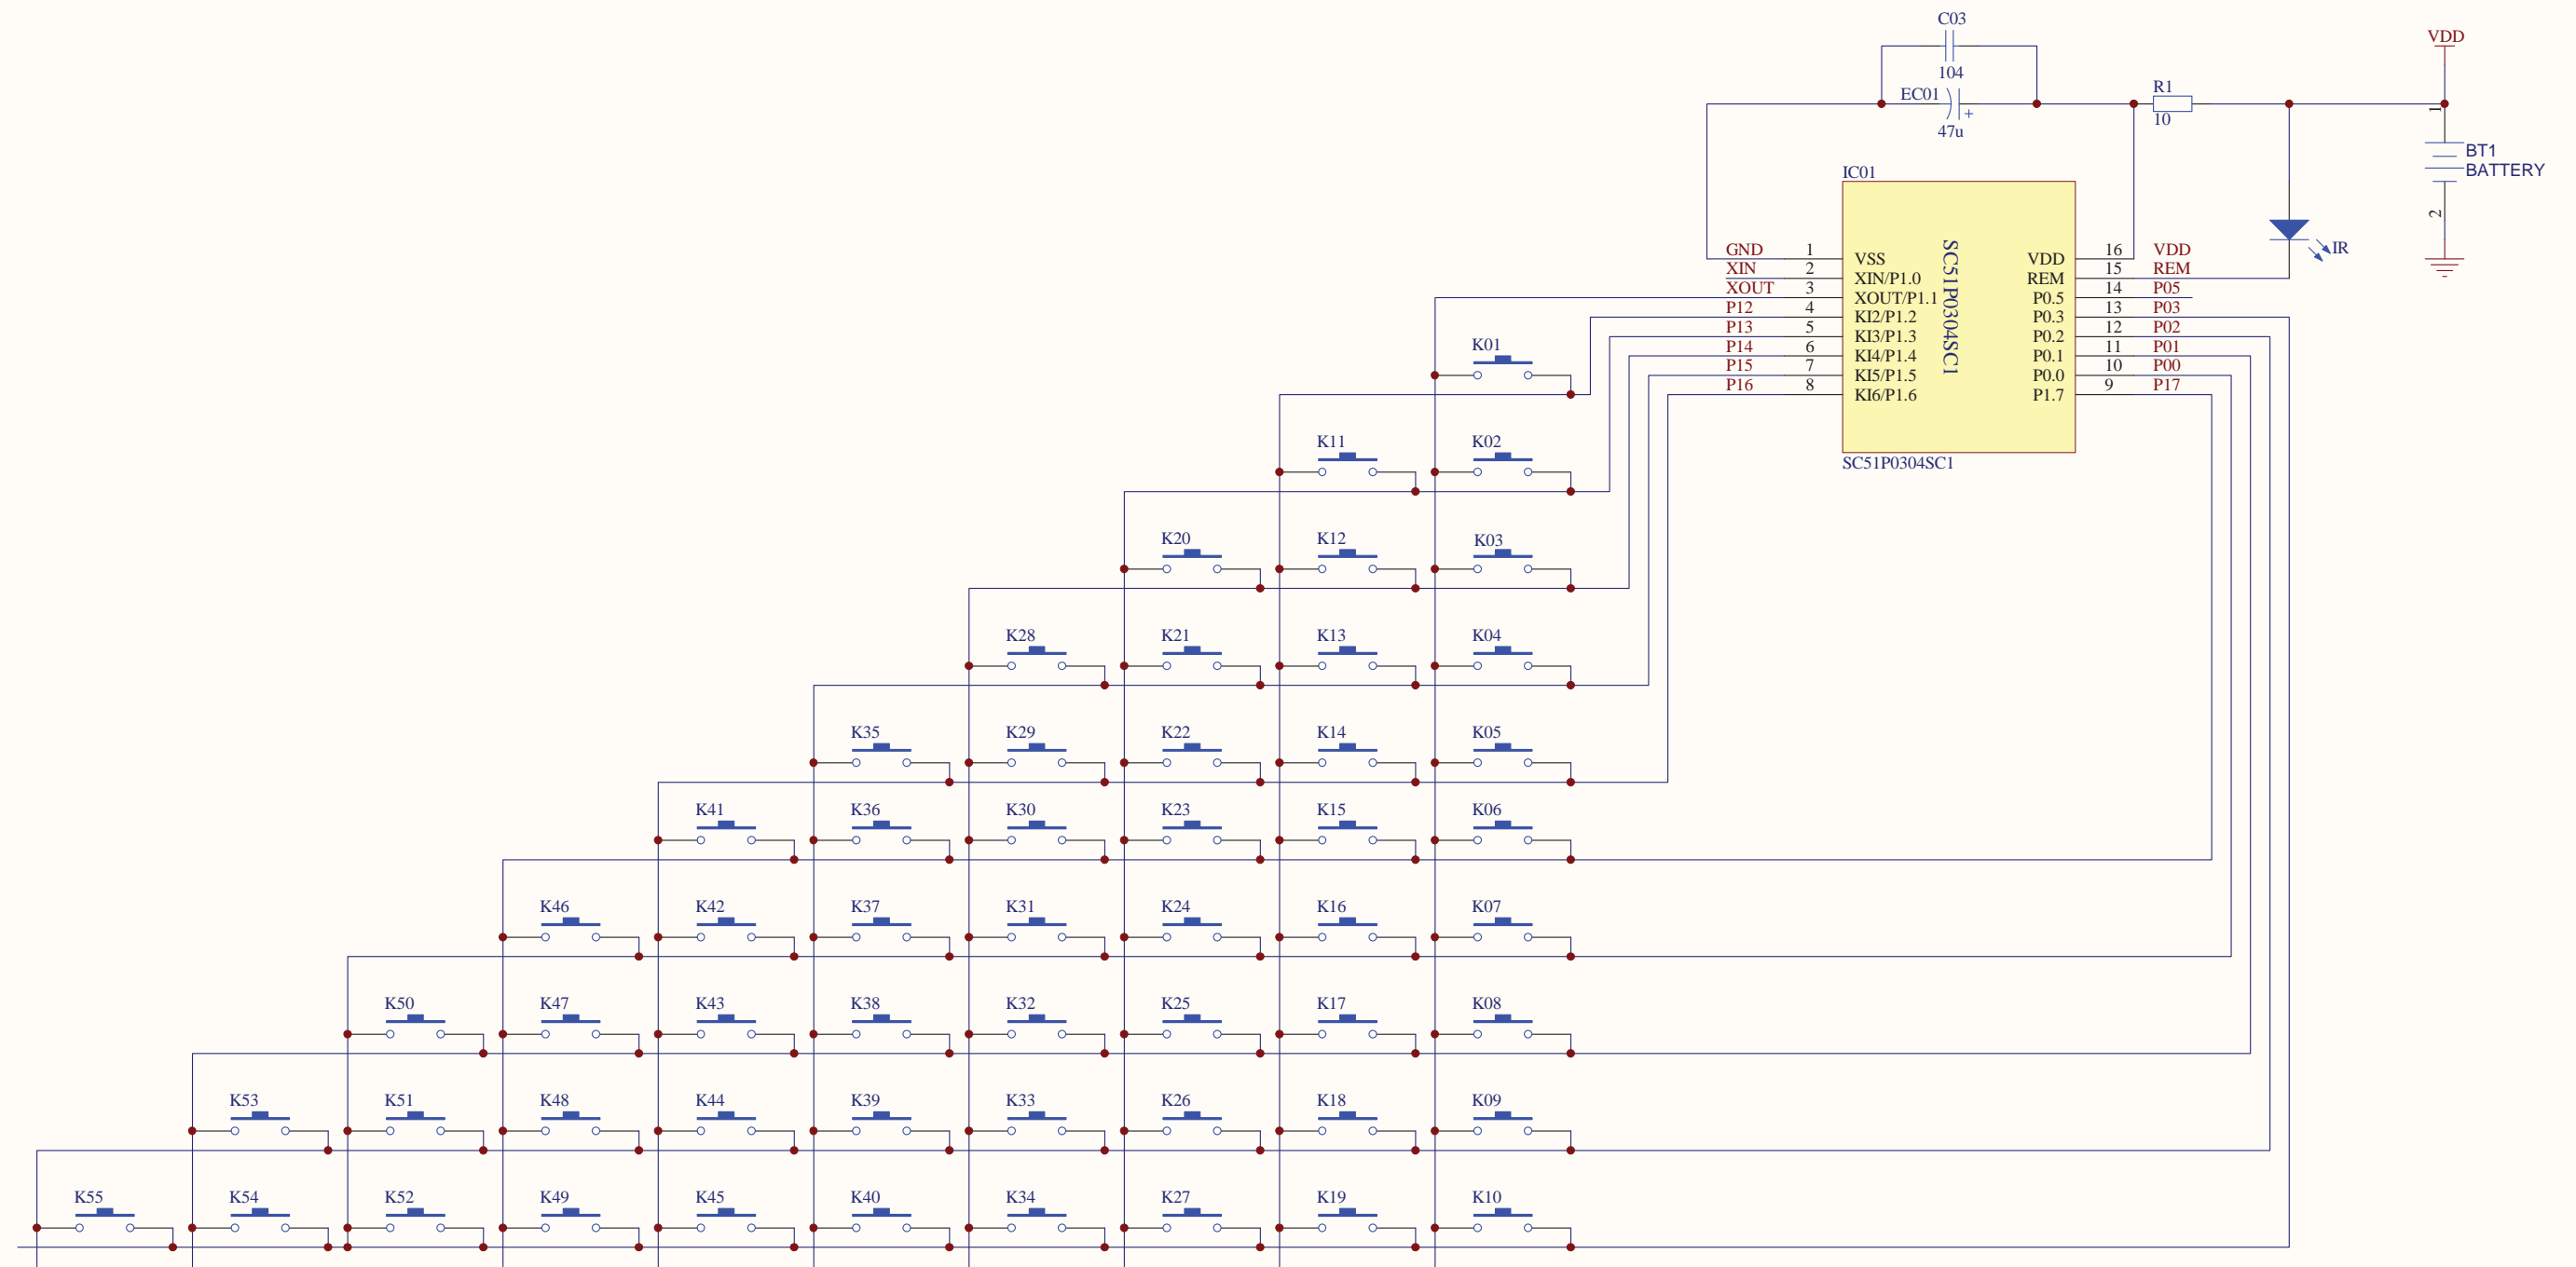 C03
104
EC01
47u
R1
10
VDD
1
BT1
BATTERY
2
IR
IC01
SC51P0304SC1
GND 1 VSS VDD 16 VDD
XIN 2 XIN/P1.0 REM 15 REM
XOUT 3 XOUT/P1.1 P0.5 14 P05
P12 4 KI2/P1.2 P0.3 13 P03
P13 5 KI3/P1.3 P0.2 12 P02
P14 6 KI4/P1.4 P0.1 11 P01
P15 7 KI5/P1.5 P0.0 10 P00
P16 8 KI6/P1.6 P1.7 9 P17
SC51P0304SC1
K01
K11 K02
K20 K12 K03
K28 K21 K13 K04
K35 K29 K22 K14 K05
K41 K36 K30 K23 K15 K06
K46 K42 K37 K31 K24 K16 K07
K50 K47 K43 K38 K32 K25 K17 K08
K53 K51 K48 K44 K39 K33 K26 K18 K09
K55 K54 K52 K49 K45 K40 K34 K27 K19 K10